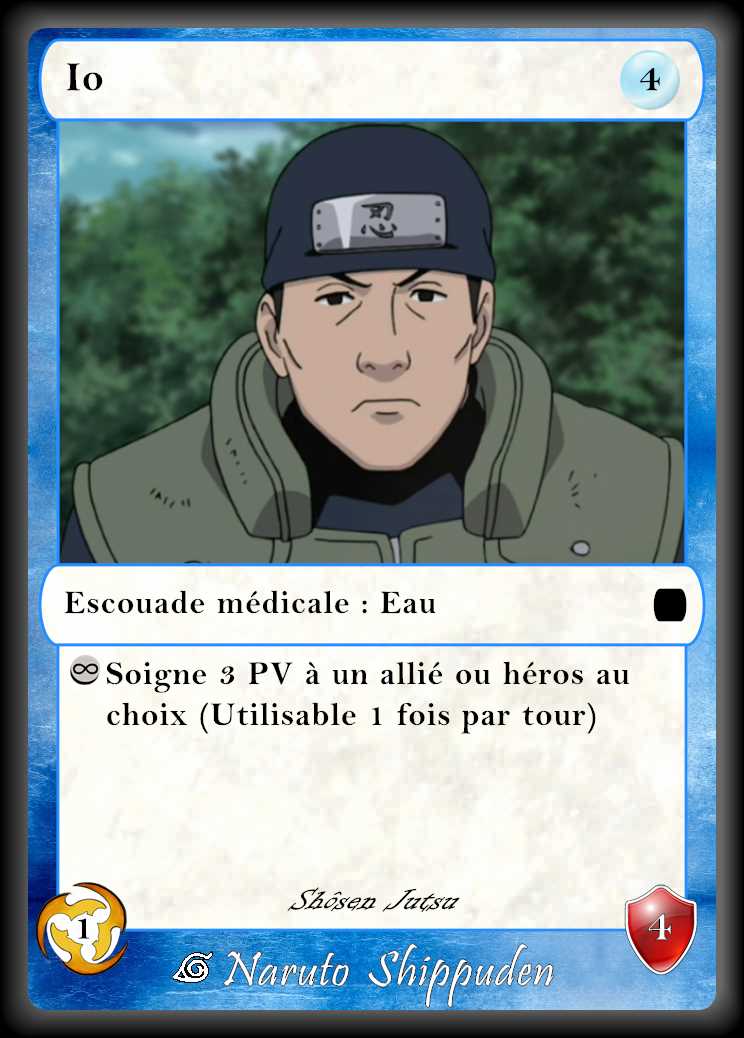 Io
4
忍
Escouade médicale : Eau
Soigne 3 PV à un allié ou héros au
choix (Utilisable 1 fois par tour)
Shôsen Jutsu
1
4
Naruto Shippuden